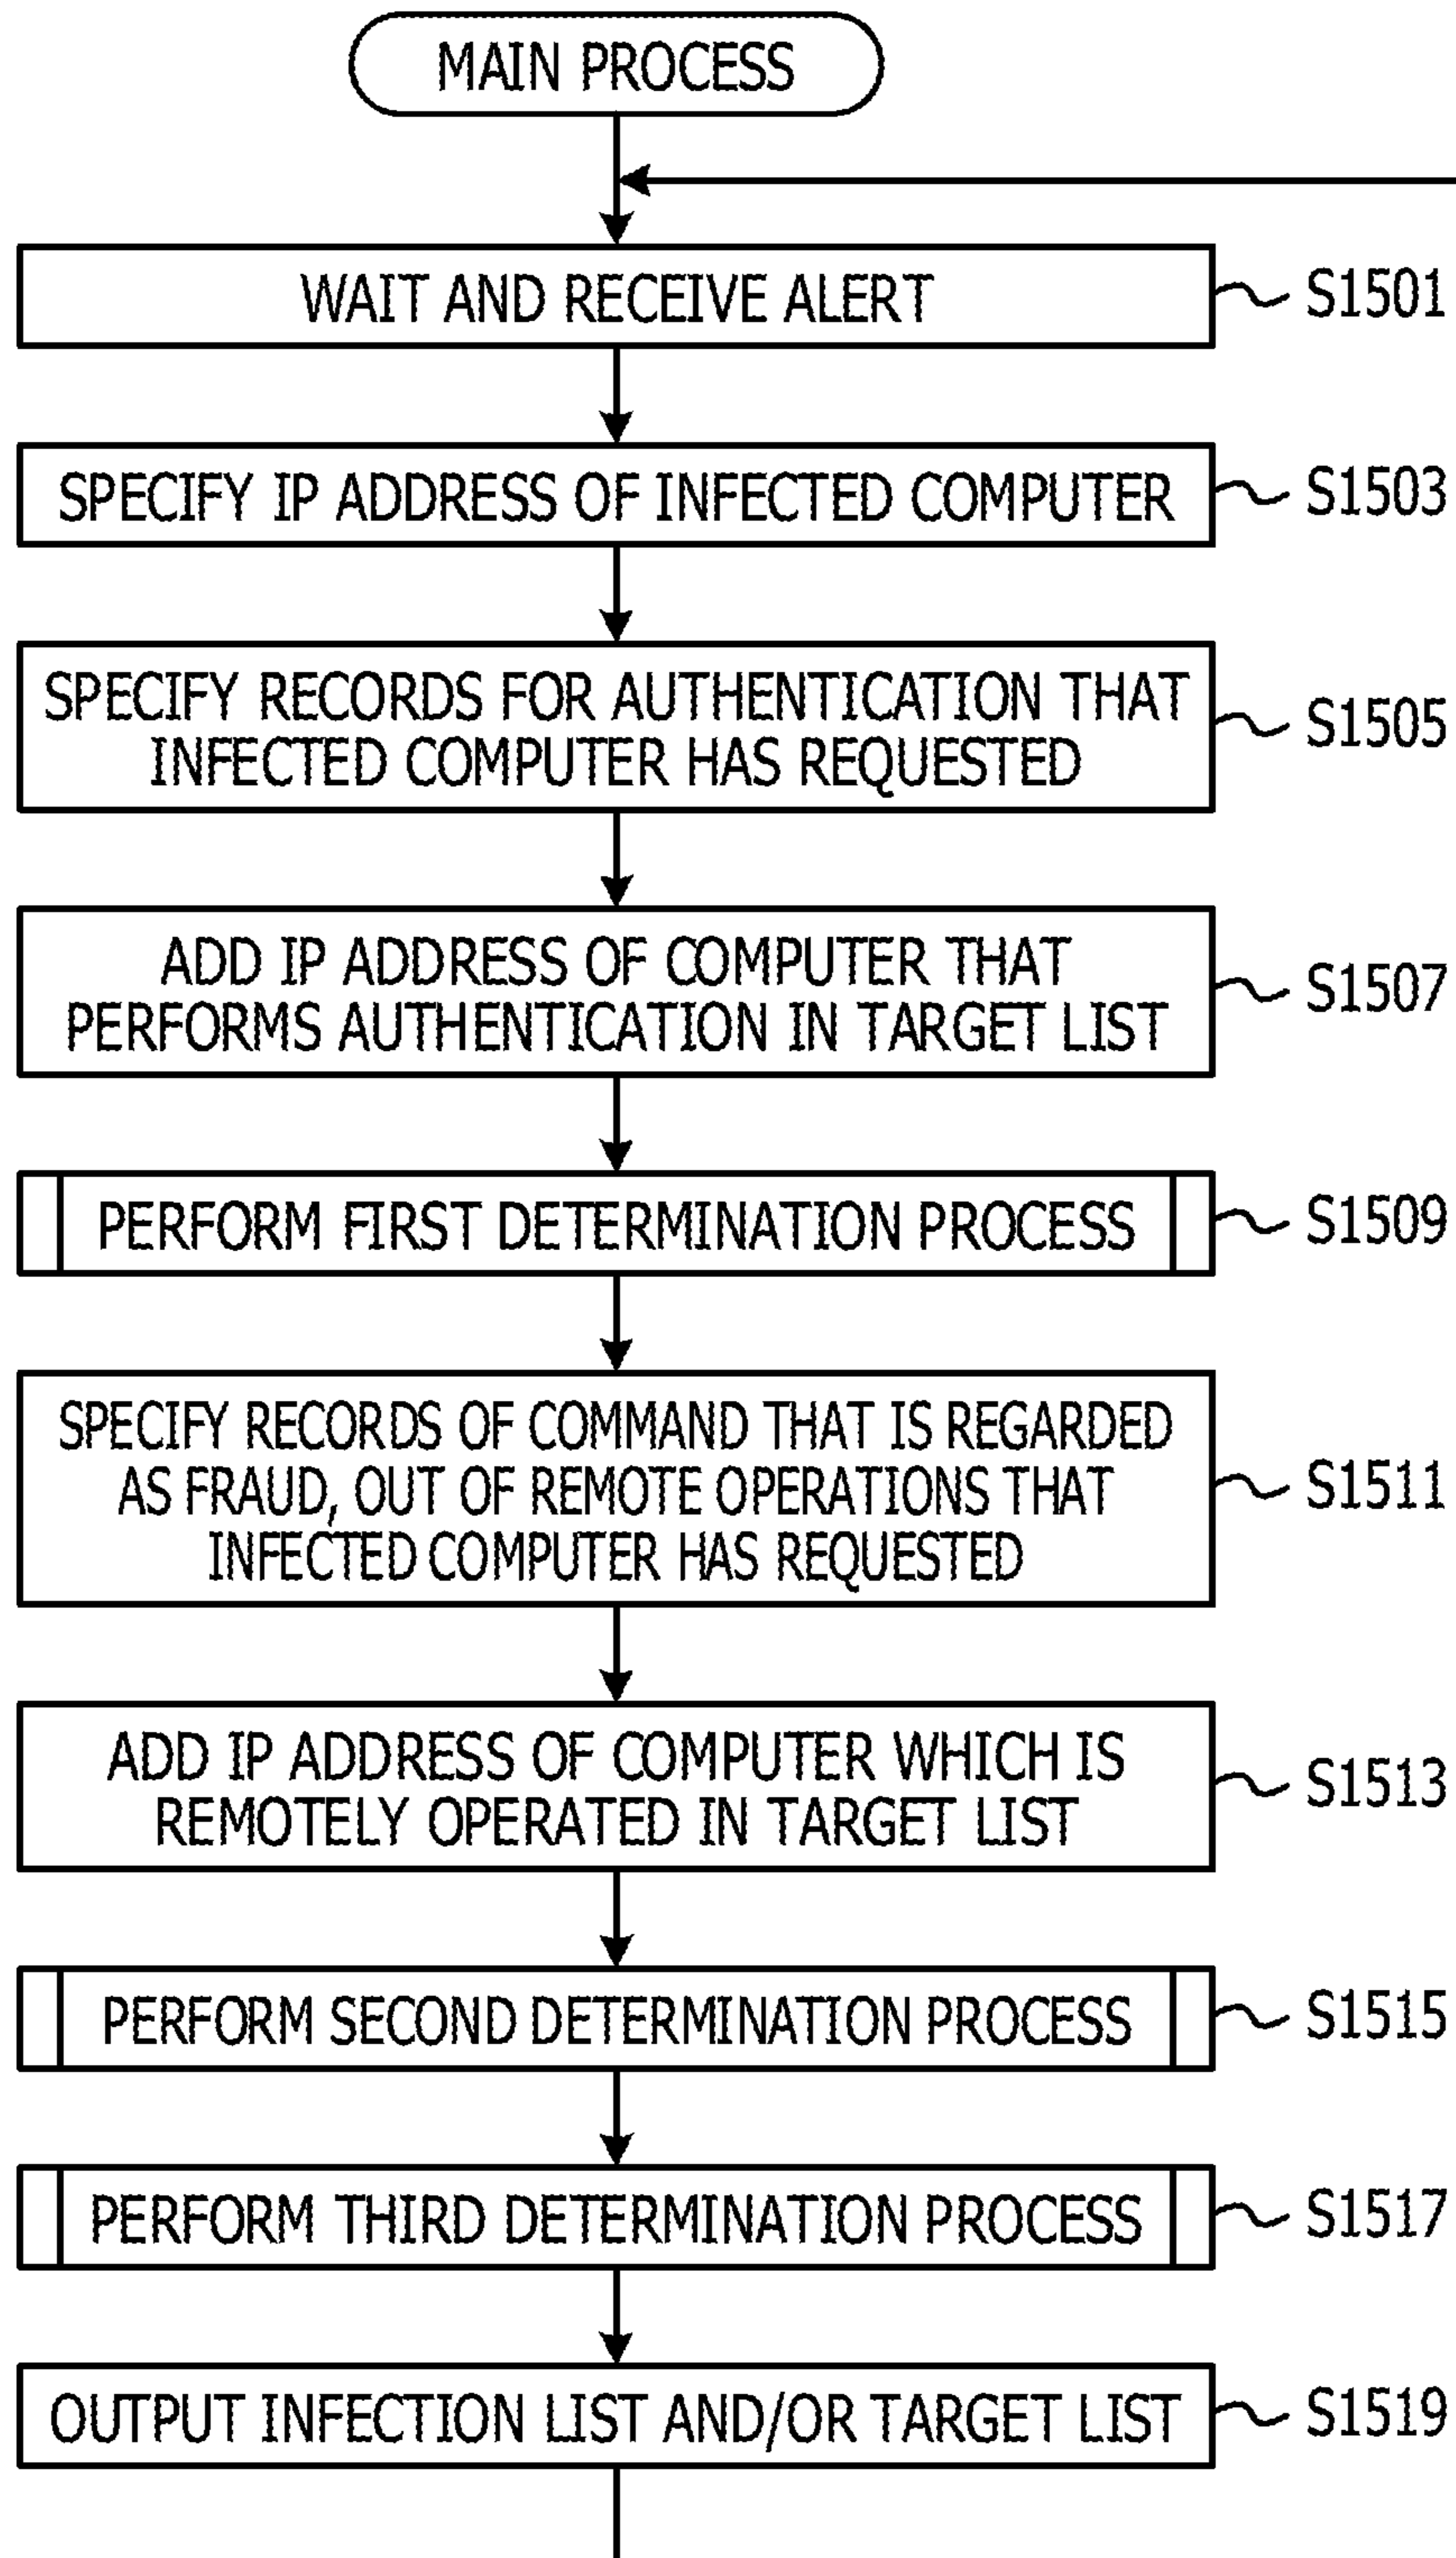 MAIN PROCESS
WAIT AND RECEIVE ALERT
S1501
SPECIFY IP ADDRESS OF INFECTED COMPUTER
S1503
SPECIFY RECORDS FOR AUTHENTICATION THAT
INFECTED COMPUTER HAS REQUESTED
S1505
ADD IP ADDRESS OF COMPUTER THAT
PERFORMS AUTHENTICATION IN TARGET LIST
S1507
PERFORM FIRST DETERMINATION PROCESS
S1509
SPECIFY RECORDS OF COMMAND THAT IS REGARDED
AS FRAUD, OUT OF REMOTE OPERATIONS THAT
INFECTED COMPUTER HAS REQUESTED
S1511
ADD IP ADDRESS OF COMPUTER WHICH IS
REMOTELY OPERATED IN TARGET LIST
S1513
PERFORM SECOND DETERMINATION PROCESS
S1515
PERFORM THIRD DETERMINATION PROCESS
S1517
OUTPUT INFECTION LIST AND/OR TARGET LIST
S1519